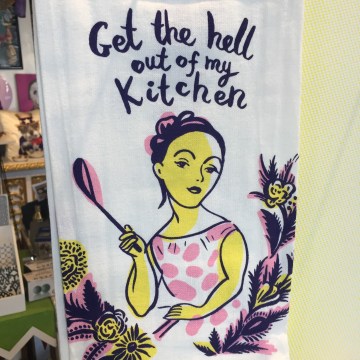 Get the hell
out of my
Kitchen